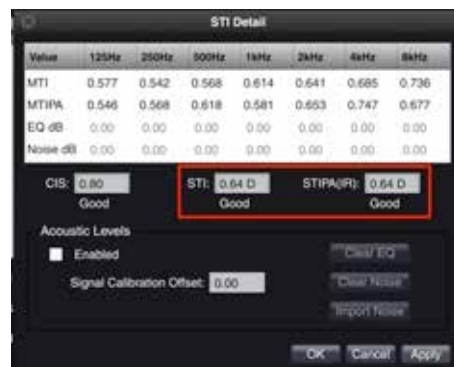 STI Detail
Value 125Hz 250Hz 500Hz 1kHz 2kHz 4kHz 8kHz
MTI 0.577 0.542 0.568 0.614 0.641 0.685 0.736
MTIPA 0.546 0.568 0.618 0.581 0.653 0.747 0.677
EQ dB 0.00 0.00 0.00 0.00 0.00 0.00 0.00
Noise dB 0.00 0.00 0.00 0.00 0.00 0.00 0.00
CIS: 0.80 STI: 0.64 D STIPA(IR): 0.64 D
Good Good Good
Acoustic Levels
Enabled Clear EQ
Signal Calibration Offset: 0.00 Clear Noise
Import Noise
OK Cancel Apply